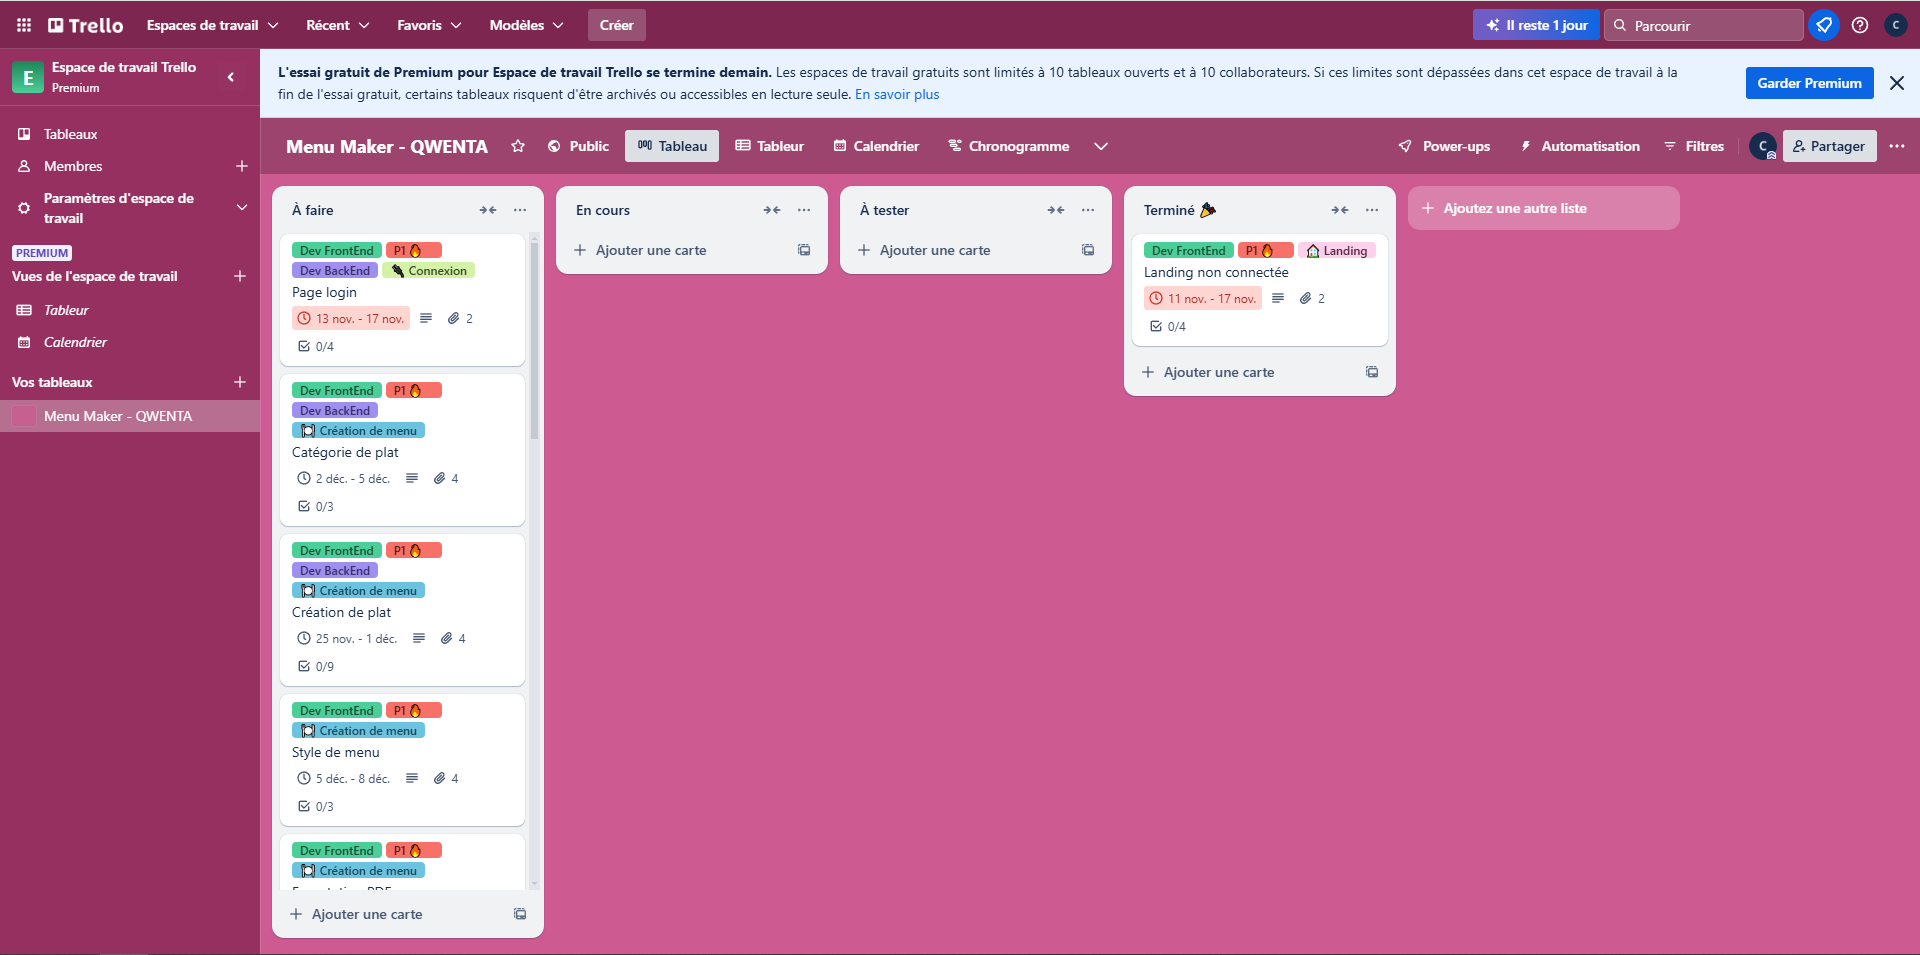 Trello
Espaces de travail
Récent
Favoris
Modèles
Créer
Il reste 1 jour
Parcourir
C
E
Espace de travail Trello
Premium
Tableaux
Membres
Paramètres d'espace de
travail
PREMIUM
Vues de l'espace de travail
Tableur
Calendrier
Vos tableaux
Menu Maker - QWENTA
L'essai gratuit de Premium pour Espace de travail Trello se termine demain. Les espaces de travail gratuits sont limités à 10 tableaux ouverts et à 10 collaborateurs. Si ces limites sont dépassées dans cet espace de travail à la
fin de l'essai gratuit, certains tableaux risquent d'être archivés ou accessibles en lecture seule. En savoir plus
Garder Premium
Menu Maker - QWENTA
Public
Tableau
Tableur
Calendrier
Chronogramme
Power-ups
Automatisation
Filtres
C
Partager
À faire
Dev FrontEnd P1🔥
Dev BackEnd Connexion
Page login
13 nov. - 17 nov. 2
0/4
Dev FrontEnd P1🔥
Dev BackEnd
🍽 Création de menu
Catégorie de plat
2 déc. - 5 déc. 4
0/3
Dev FrontEnd P1🔥
Dev BackEnd
🍽 Création de menu
Création de plat
25 nov. - 1 déc. 4
0/9
Dev FrontEnd P1🔥
🍽 Création de menu
Style de menu
5 déc. - 8 déc. 4
0/3
Dev FrontEnd P1🔥
🍽 Création de menu
Ajouter une carte
En cours
Ajouter une carte
À tester
Ajouter une carte
Terminé 🎉
Dev FrontEnd P1🔥 🏠 Landing
Landing non connectée
11 nov. - 17 nov. 2
0/4
Ajouter une carte
Ajoutez une autre liste